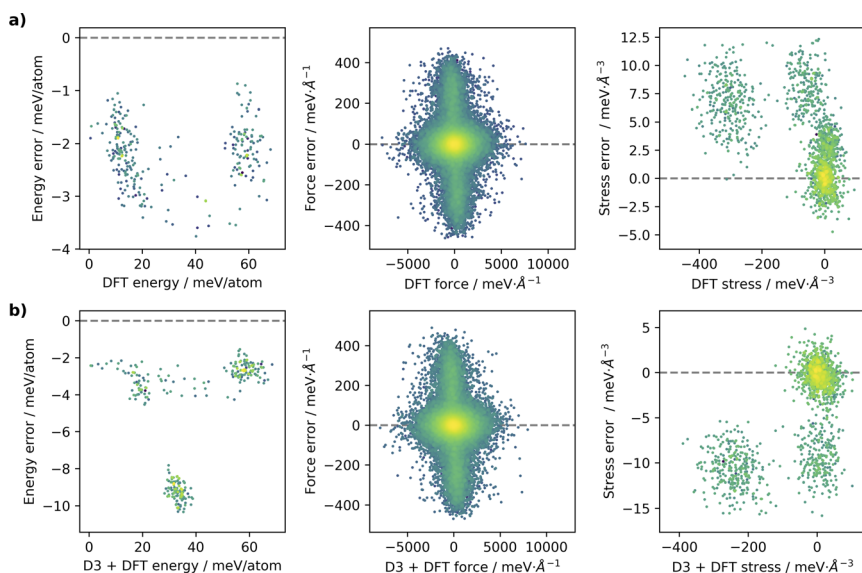 a)
Energy error / meV/atom
0
−1
−2
−3
−4
0 20 40 60
DFT energy / meV/atom
Force error / meV·Å⁻¹
400
200
0
−200
−400
−5000 0 5000 10000
DFT force / meV·Å⁻¹
Stress error / meV·Å⁻³
12.5
10.0
7.5
5.0
2.5
0.0
−2.5
−5.0
−400 −200 0
DFT stress / meV·Å⁻³
b)
Energy error / meV/atom
0
−2
−4
−6
−8
−10
0 20 40 60
D3 + DFT energy / meV/atom
Force error / meV·Å⁻¹
400
200
0
−200
−400
−5000 0 5000 10000
D3 + DFT force / meV·Å⁻¹
Stress error / meV·Å⁻³
5
0
−5
−10
−15
−400 −200 0
D3 + DFT stress / meV·Å⁻³